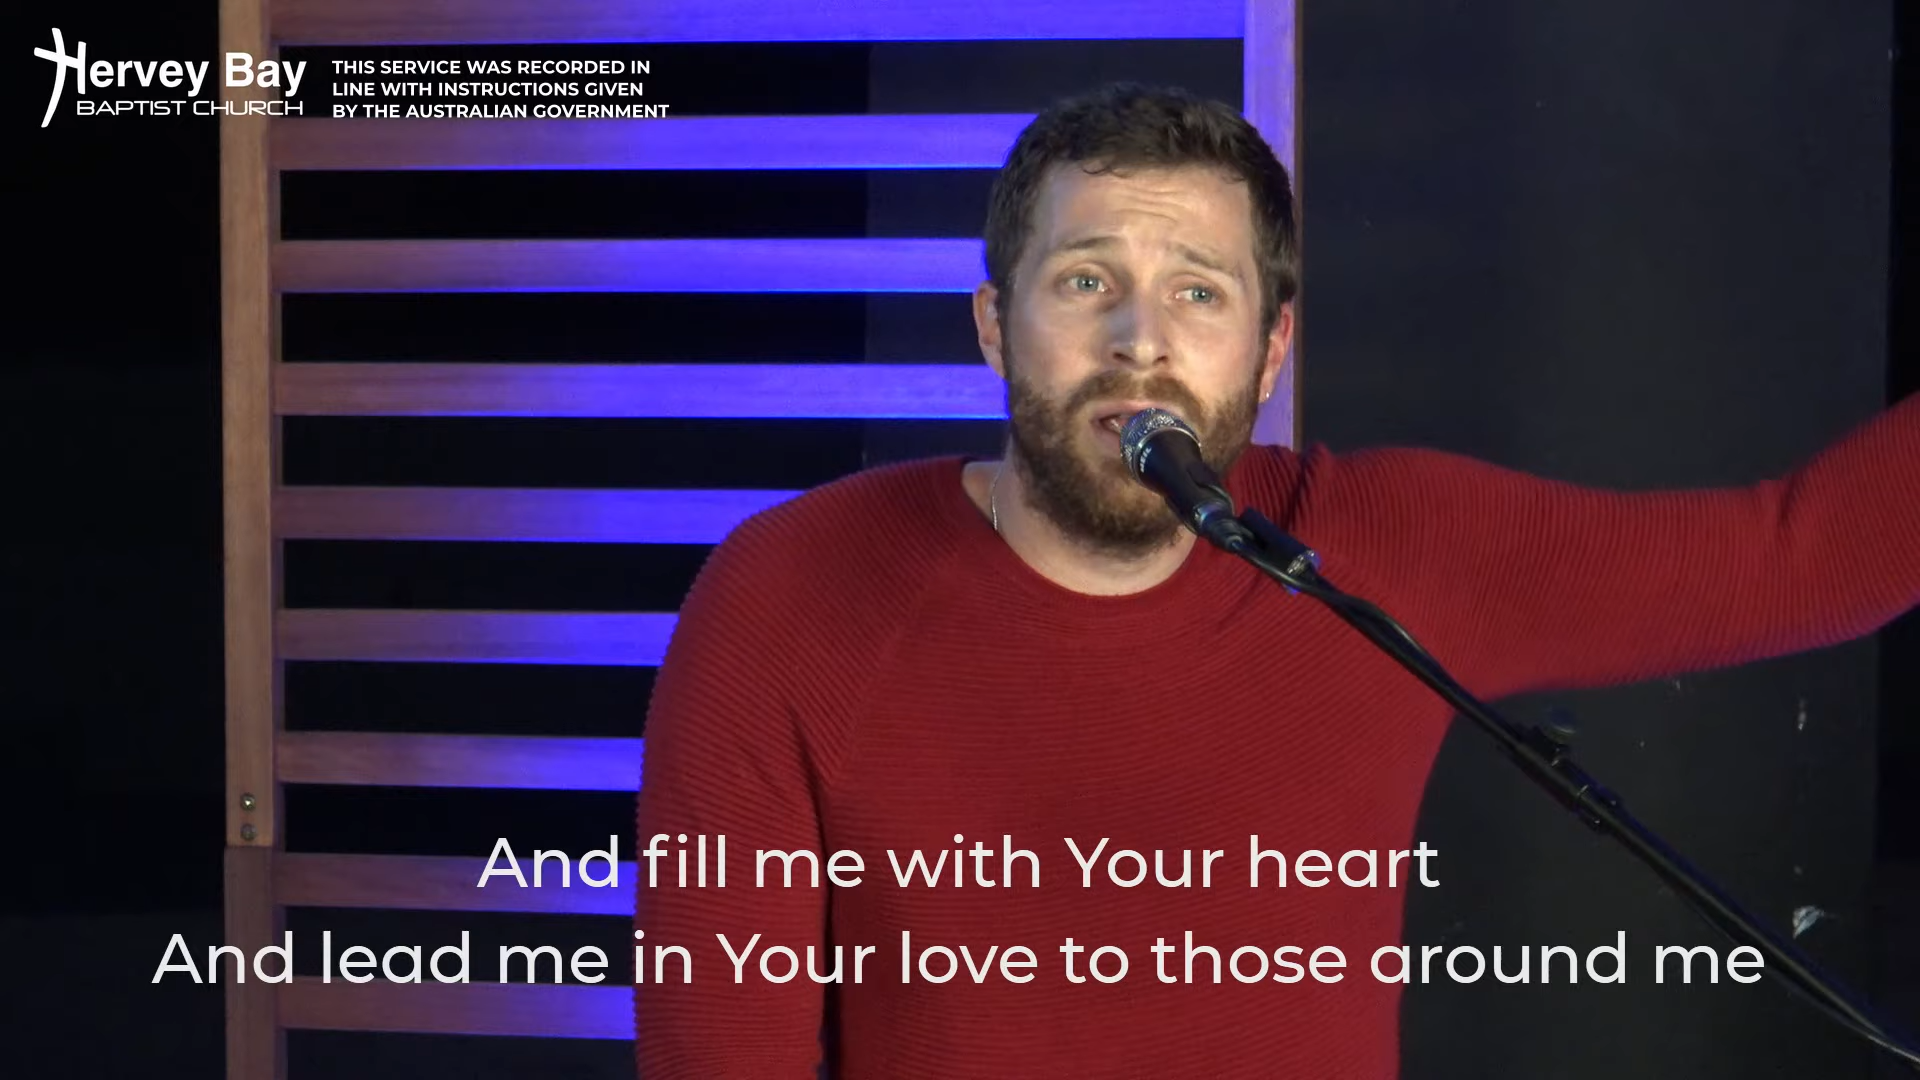 Hervey Bay
BAPTIST CHURCH
THIS SERVICE WAS RECORDED IN
LINE WITH INSTRUCTIONS GIVEN
BY THE AUSTRALIAN GOVERNMENT
And fill me with Your heart
And lead me in Your love to those around me